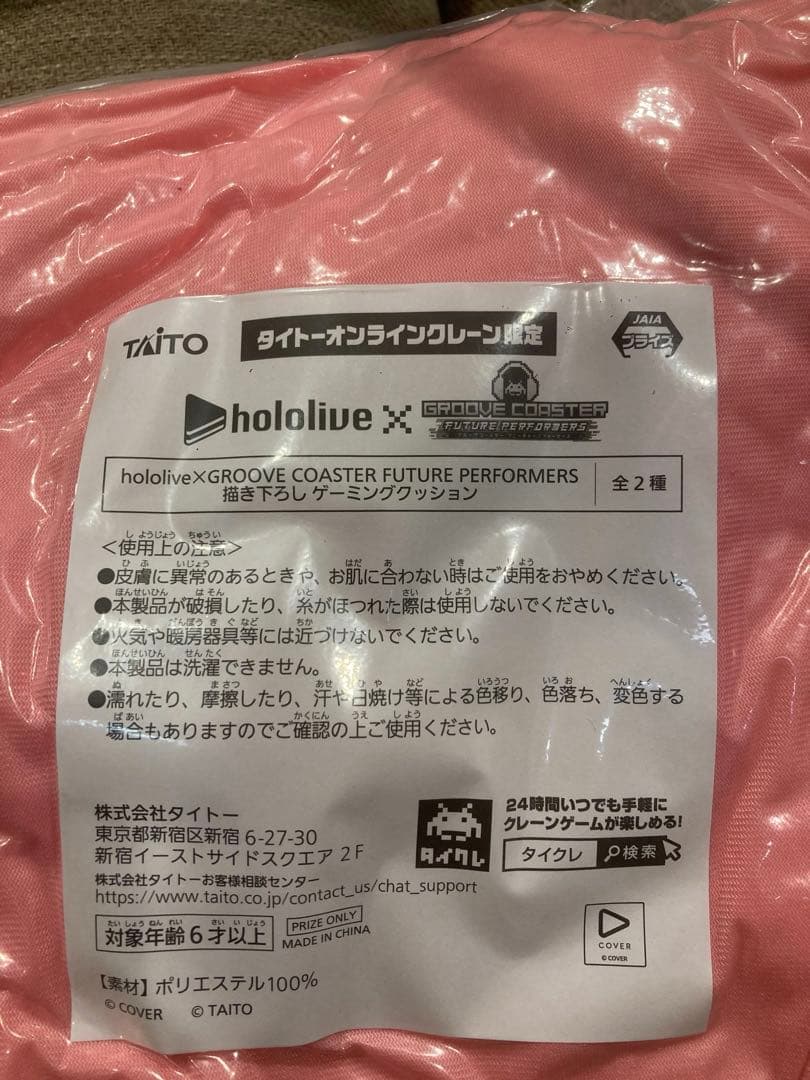 TAITO タイトーオンラインクレーン限定 JAIA プライズ
hololive × GROOVE COASTER
FUTURE PERFORMERS
hololive×GROOVE COASTER FUTURE PERFORMERS
描き下ろし ゲーミングクッション
全2種
＜使用上の注意＞
●皮膚に異常のあるときや、お肌に合わない時はご使用をおやめください。
●本製品が破損したり、糸がほつれた際は使用しないでください。
●火気や暖房器具等には近づけないでください。
●本製品は洗濯できません。
●濡れたり、摩擦したり、汗や日焼け等による色移り、色落ち、変色する
場合もありますのでご確認の上ご使用ください。
株式会社タイトー
東京都新宿区新宿 6-27-30
新宿イーストサイドスクエア 2F
株式会社タイトーお客様相談センター
https://www.taito.co.jp/contact_us/chat_support
タイクレ
24時間いつでも手軽に
クレーンゲームが楽しめる!
タイクレ 検索
対象年齢6才以上
PRIZE ONLY
MADE IN CHINA
COVER
© COVER
【素材】ポリエステル100%
© COVER © TAITO